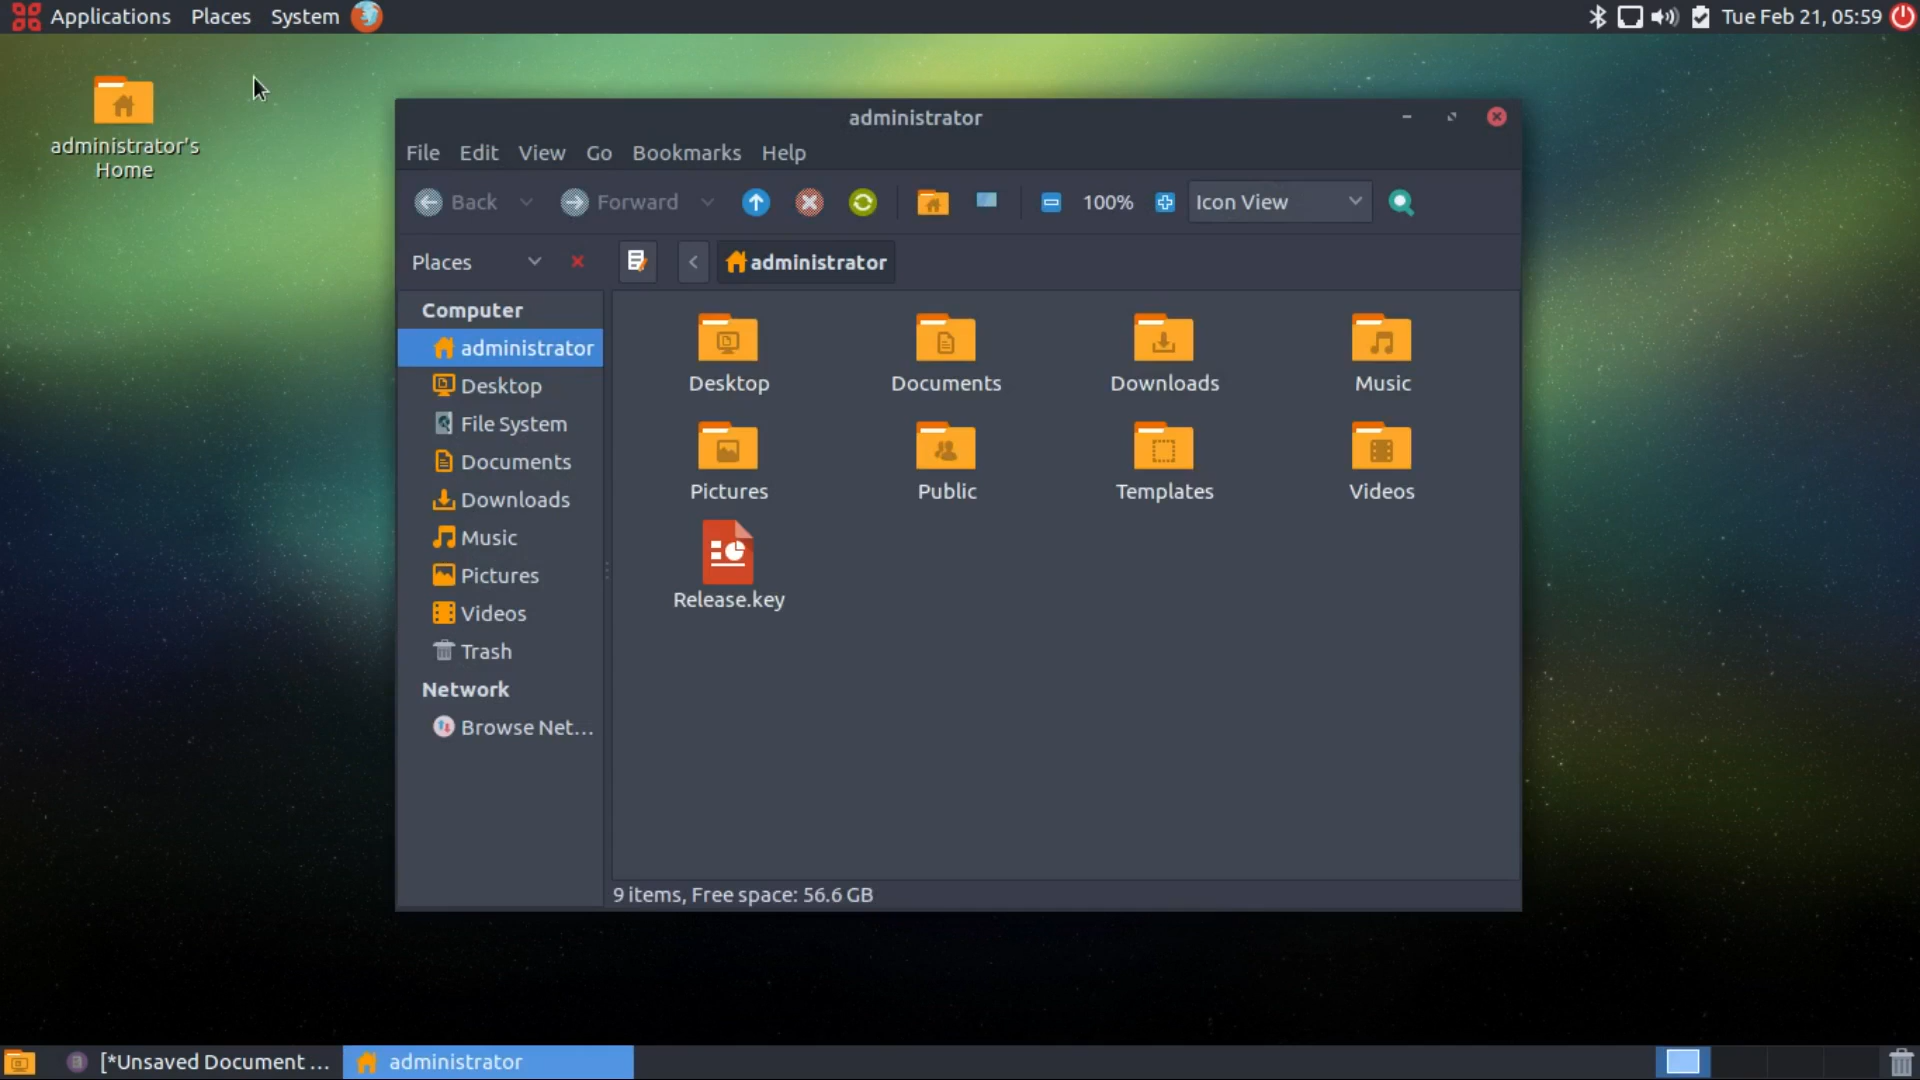 Applications Places System
Tue Feb 21, 05:59
administrator's
Home
administrator
File Edit View Go Bookmarks Help
Back Forward 100% Icon View
Places administrator
Computer
administrator
Desktop
File System
Documents
Downloads
Music
Pictures
Videos
Trash
Network
Browse Net...
Desktop Documents Downloads Music
Pictures Public Templates Videos
Release.key
9 items, Free space: 56.6 GB
[*Unsaved Document ... administrator